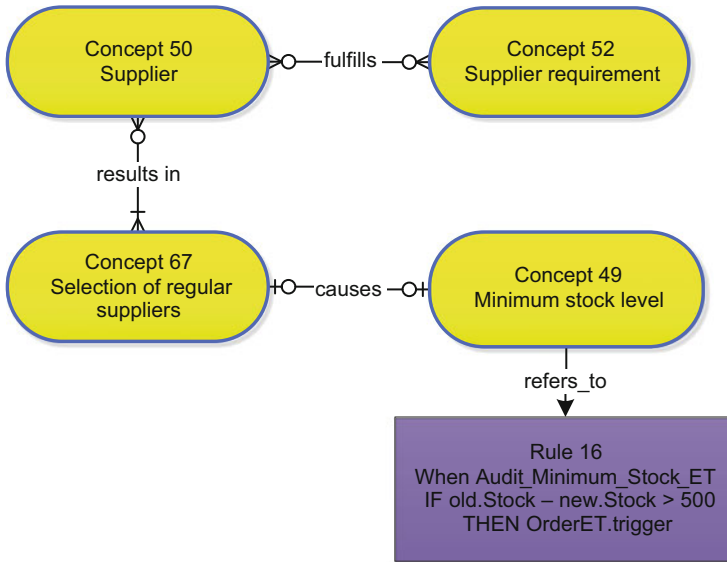 Concept 50
Supplier
fulfills
Concept 52
Supplier requirement
results in
Concept 67
Selection of regular
suppliers
causes
Concept 49
Minimum stock level
refers_to
Rule 16
When Audit_Minimum_Stock_ET
IF old.Stock – new.Stock > 500
THEN OrderET.trigger